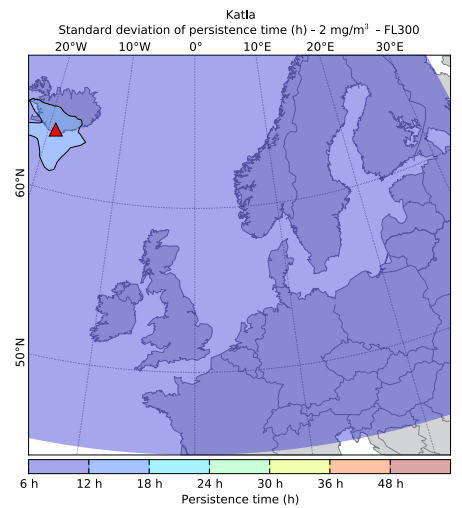 Katla
Standard deviation of persistence time (h) - 2 mg/m³ - FL300
20°W 10°W 0° 10°E 20°E 30°E
60°N
50°N
6 h 12 h 18 h 24 h 30 h 36 h 48 h
Persistence time (h)